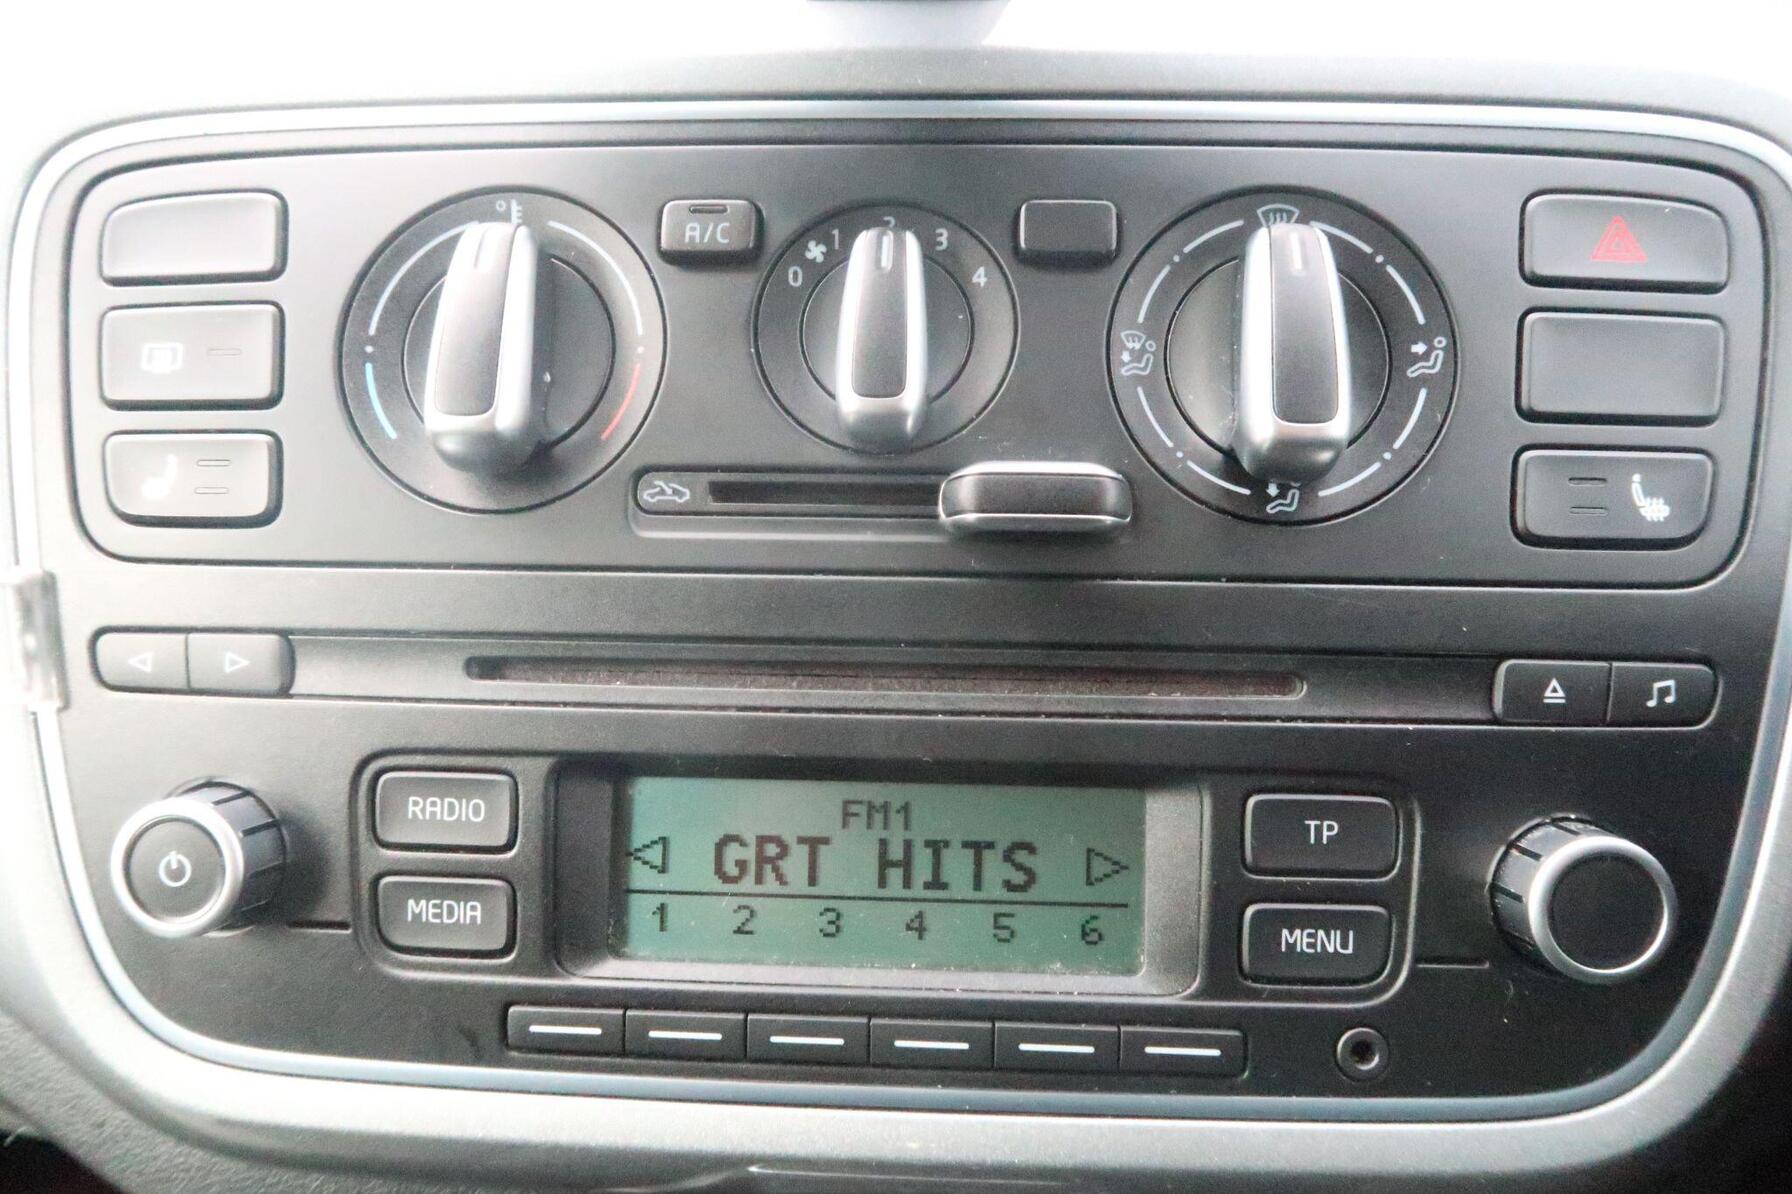 A/C
0 1 2 3 4
RADIO
MEDIA
FM1
GRT HITS
1 2 3 4 5 6
TP
MENU